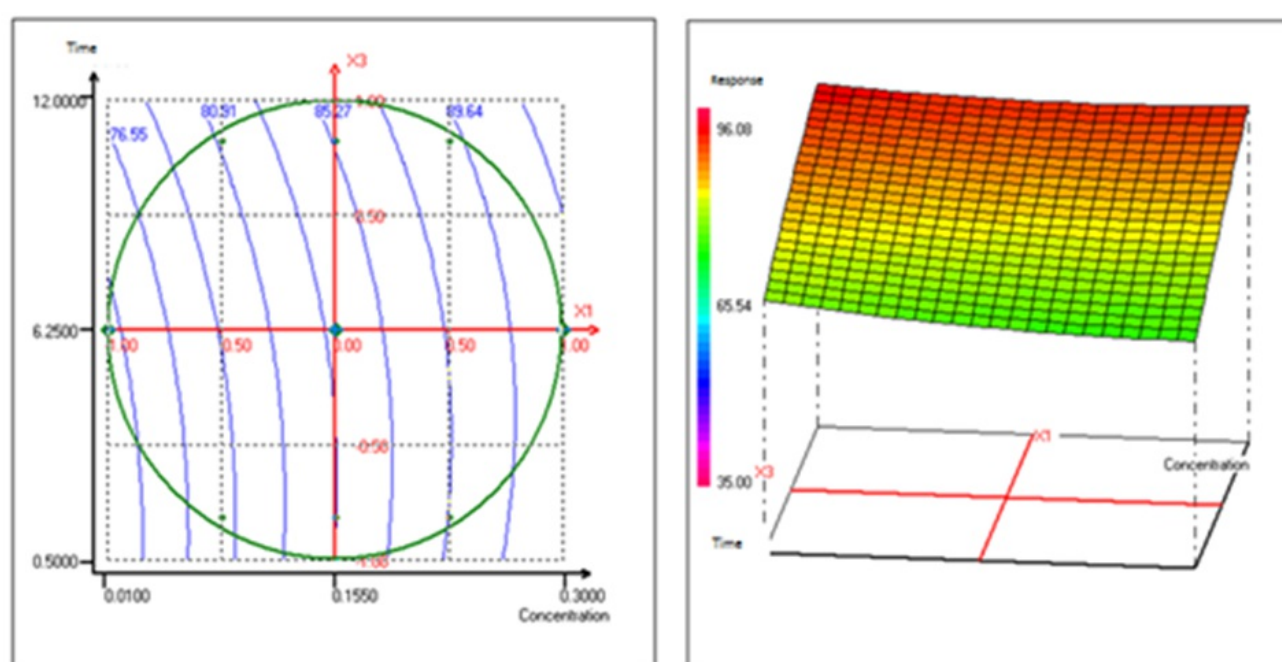 Time
X3
12.0000
1.00
76.55
80.91
85.27
89.64
0.50
6.2500
X1
1.00
0.50
0.00
0.50
1.00
-0.50
0.5000
-1.00
0.0100
0.1550
0.3000
Concentration
Response
96.08
65.54
35.00
X3
X1
Concentration
Time